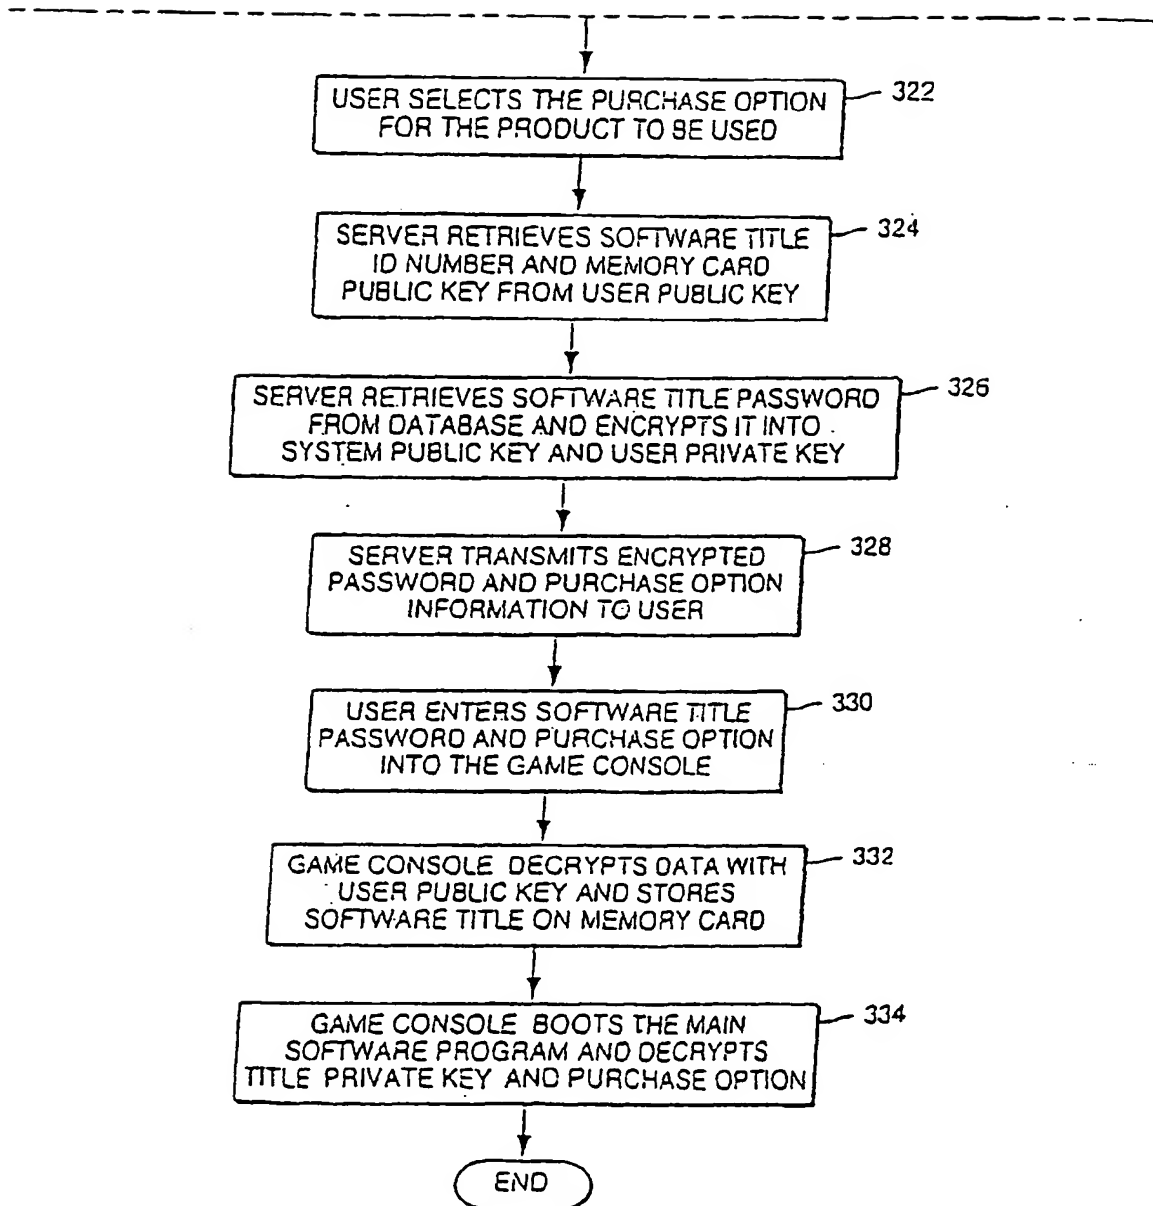 322
USER SELECTS THE PURCHASE OPTION
FOR THE PRODUCT TO BE USED
324
SERVER RETRIEVES SOFTWARE TITLE
ID NUMBER AND MEMORY CARD
PUBLIC KEY FROM USER PUBLIC KEY
326
SERVER RETRIEVES SOFTWARE TITLE PASSWORD
FROM DATABASE AND ENCRYPTS IT INTO
SYSTEM PUBLIC KEY AND USER PRIVATE KEY
328
SERVER TRANSMITS ENCRYPTED
PASSWORD AND PURCHASE OPTION
INFORMATION TO USER
330
USER ENTERS SOFTWARE TITLE
PASSWORD AND PURCHASE OPTION
INTO THE GAME CONSOLE
332
GAME CONSOLE DECRYPTS DATA WITH
USER PUBLIC KEY AND STORES
SOFTWARE TITLE ON MEMORY CARD
334
GAME CONSOLE BOOTS THE MAIN
SOFTWARE PROGRAM AND DECRYPTS
TITLE PRIVATE KEY AND PURCHASE OPTION
END